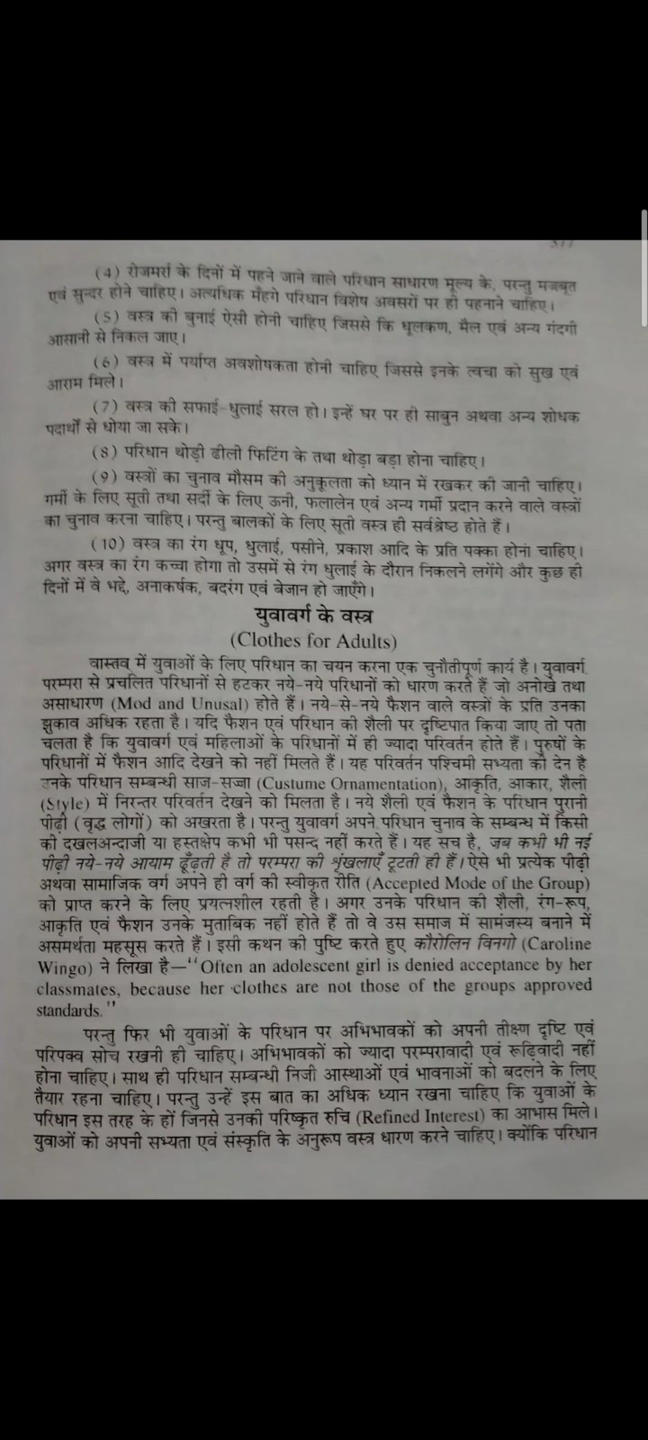 (4) रोजमर्रा के दिनों में पहने जाने वाले परिधान साधारण मूल्य के, परन्तु मजबूत
एवं सुन्दर होने चाहिए। अत्यधिक मँहगे परिधान विशेष अवसरों पर ही पहनाने चाहिए।
(5) वस्त्र की बुनाई ऐसी होनी चाहिए जिससे कि धूलकण, मैल एवं अन्य गंदगी
आसानी से निकल जाए।
(6) वस्त्र में पर्याप्त अवशोषकता होनी चाहिए जिससे इनके त्वचा को सुख एवं
आराम मिले।
(7) वस्त्र की सफाई-धुलाई सरल हो। इन्हें घर पर ही साबुन अथवा अन्य शोधक
पदार्थों से धोया जा सके।
(8) परिधान थोड़ी ढीली फिटिंग के तथा थोड़ा बड़ा होना चाहिए।
(9) वस्त्रों का चुनाव मौसम की अनुकूलता को ध्यान में रखकर की जानी चाहिए।
गर्मी के लिए सूती तथा सर्दी के लिए ऊनी, फलालेन एवं अन्य गर्मी प्रदान करने वाले वस्त्रों
का चुनाव करना चाहिए। परन्तु बालकों के लिए सूती वस्त्र ही सर्वश्रेष्ठ होते हैं।
(10) वस्त्र का रंग धूप, धुलाई, पसीने, प्रकाश आदि के प्रति पक्का होना चाहिए।
अगर वस्त्र का रंग कच्चा होगा तो उसमें से रंग धुलाई के दौरान निकलने लगेंगे और कुछ ही
दिनों में वे भद्दे, अनाकर्षक, बदरंग एवं बेजान हो जाएँगे।
युवावर्ग के वस्त्र
(Clothes for Adults)
वास्तव में युवाओं के लिए परिधान का चयन करना एक चुनौतीपूर्ण कार्य है। युवावर्ग
परम्परा से प्रचलित परिधानों से हटकर नये-नये परिधानों को धारण करते हैं जो अनोखे तथा
असाधारण (Mod and Unusal) होते हैं। नये-से-नये फैशन वाले वस्त्रों के प्रति उनका
झुकाव अधिक रहता है। यदि फैशन एवं परिधान की शैली पर दृष्टिपात किया जाए तो पता
चलता है कि युवावर्ग एवं महिलाओं के परिधानों में ही ज्यादा परिवर्तन होते हैं। पुरुषों के
परिधानों में फैशन आदि देखने को नहीं मिलते हैं। यह परिवर्तन पश्चिमी सभ्यता की देन है
उनके परिधान सम्बन्धी साज-सज्जा (Custume Ornamentation), आकृति, आकार, शैली
(Style) में निरन्तर परिवर्तन देखने को मिलता है। नये शैली एवं फैशन के परिधान पुरानी
पीढ़ी (वृद्ध लोगों) को अखरता है। परन्तु युवावर्ग अपने परिधान चुनाव के सम्बन्ध में किसी
की दखलअन्दाजी या हस्तक्षेप कभी भी पसन्द नहीं करते हैं। यह सच है, जब कभी भी नई
पीढ़ी नये-नये आयाम ढूँढ़ती है तो परम्परा की शृंखलाएँ टूटती ही हैं। ऐसे भी प्रत्येक पीढ़ी
अथवा सामाजिक वर्ग अपने ही वर्ग की स्वीकृत रीति (Accepted Mode of the Group)
को प्राप्त करने के लिए प्रयत्नशील रहती है। अगर उनके परिधान की शैली, रंग-रूप,
आकृति एवं फैशन उनके मुताबिक नहीं होते हैं तो वे उस समाज में सामंजस्य बनाने में
असमर्थता महसूस करते हैं। इसी कथन की पुष्टि करते हुए कौरोलिन विनगो (Caroline
Wingo) ने लिखा है—"Often an adolescent girl is denied acceptance by her
classmates, because her clothes are not those of the groups approved
standards."
परन्तु फिर भी युवाओं के परिधान पर अभिभावकों को अपनी तीक्ष्ण दृष्टि एवं
परिपक्व सोच रखनी ही चाहिए। अभिभावकों को ज्यादा परम्परावादी एवं रूढ़िवादी नहीं
होना चाहिए। साथ ही परिधान सम्बन्धी निजी आस्थाओं एवं भावनाओं को बदलने के लिए
तैयार रहना चाहिए। परन्तु उन्हें इस बात का अधिक ध्यान रखना चाहिए कि युवाओं के
परिधान इस तरह के हों जिनसे उनकी परिष्कृत रुचि (Refined Interest) का आभास मिले।
युवाओं को अपनी सभ्यता एवं संस्कृति के अनुरूप वस्त्र धारण करने चाहिए। क्योंकि परिधान